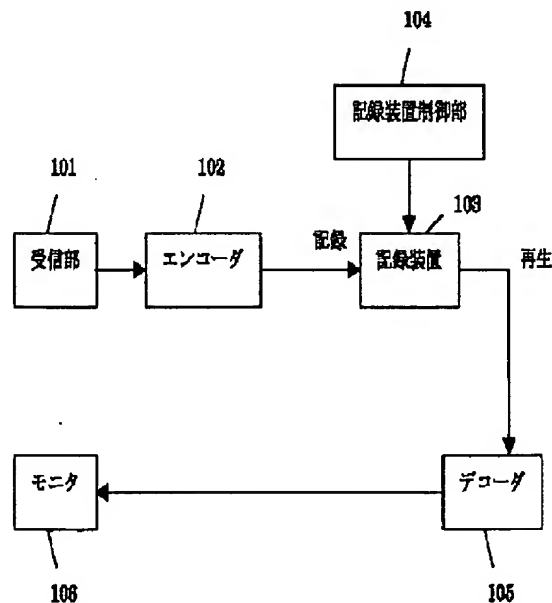 104
記録装置制御部
101
102
103
受信部
エンコーダ
記録
記録装置
再生
モニタ
デコーダ
106
105